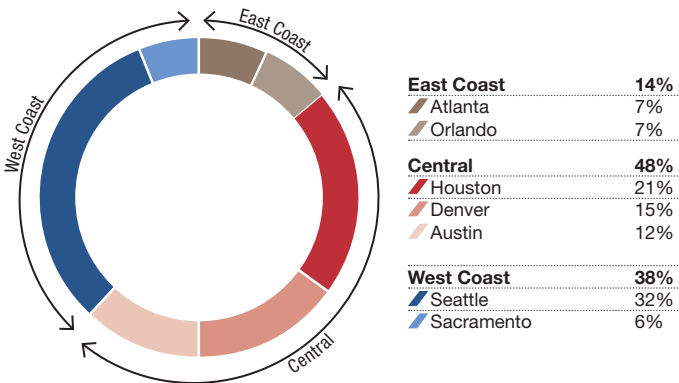 East Coast
West Coast
Central
East Coast 14%
Atlanta 7%
Orlando 7%
Central 48%
Houston 21%
Denver 15%
Austin 12%
West Coast 38%
Seattle 32%
Sacramento 6%